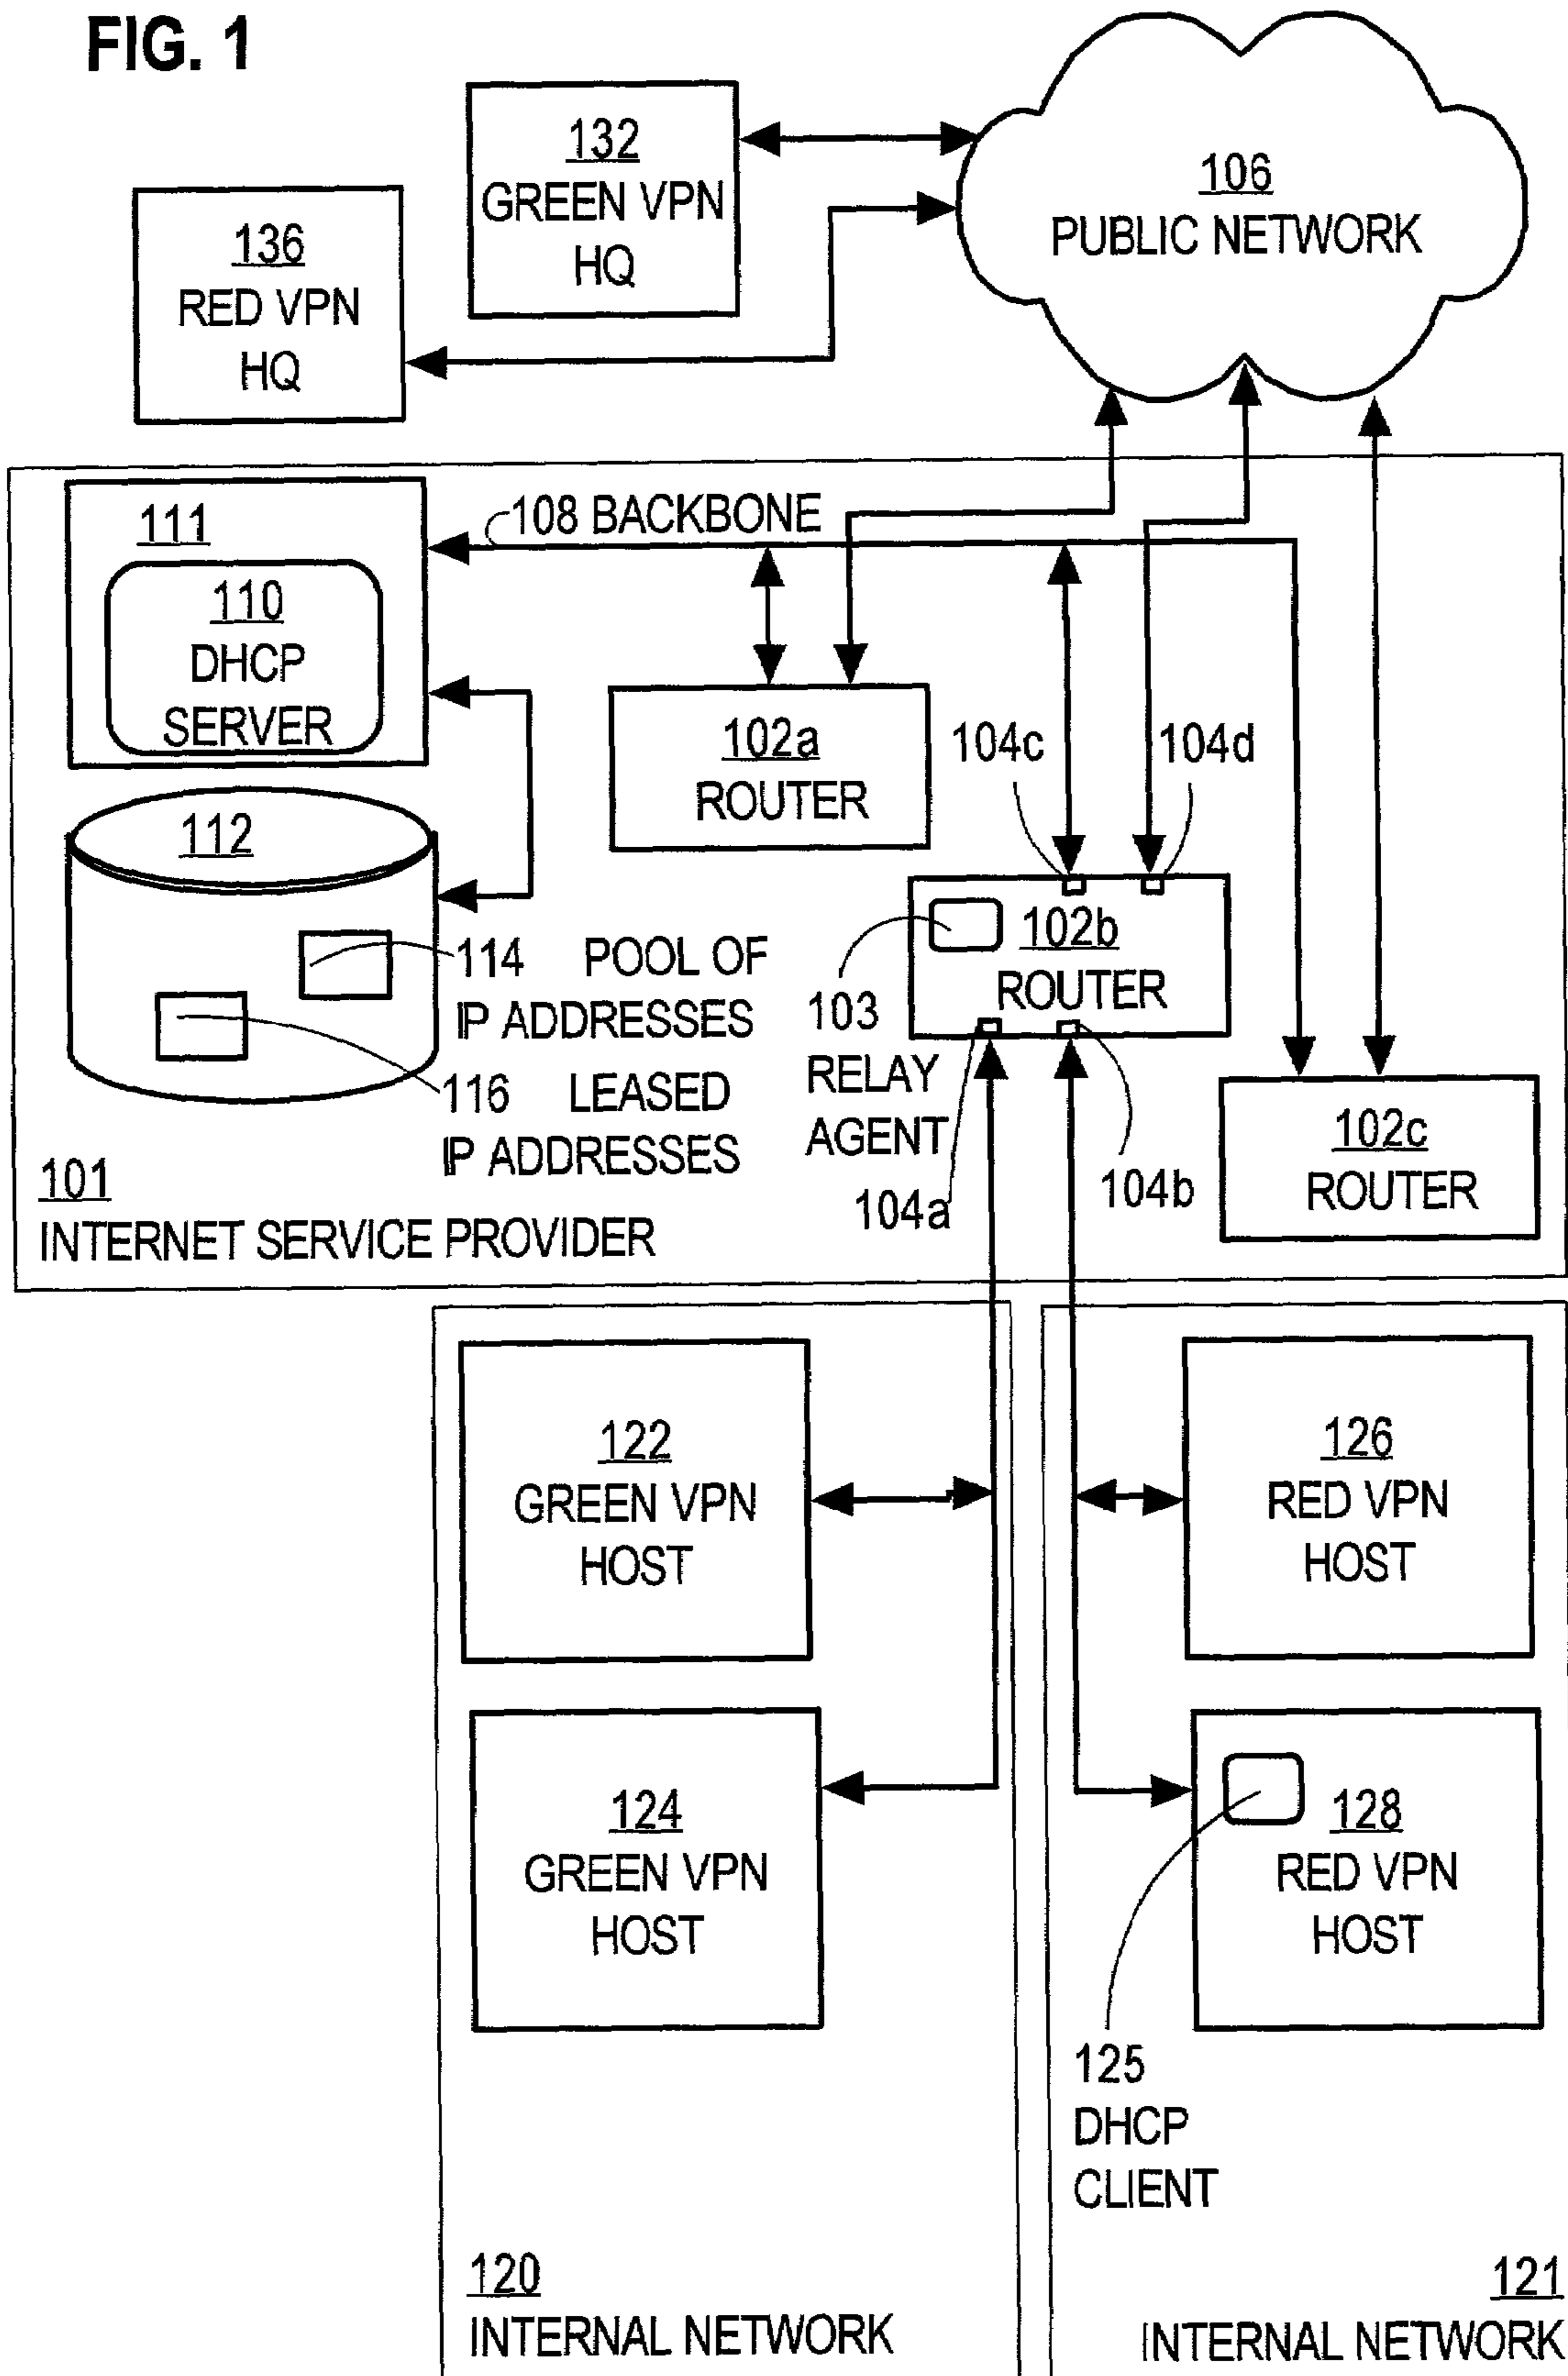 FIG. 1
132
GREEN VPN
HQ
106
PUBLIC NETWORK
136
RED VPN
HQ
108 BACKBONE
111
110
DHCP
SERVER
102a
ROUTER
104c
104d
112
102b
ROUTER
114 POOL OF
IP ADDRESSES
103
RELAY
AGENT
116 LEASED
IP ADDRESSES
104a
104b
102c
ROUTER
101
INTERNET SERVICE PROVIDER
122
GREEN VPN
HOST
126
RED VPN
HOST
124
GREEN VPN
HOST
128
RED VPN
HOST
125
DHCP
CLIENT
120
INTERNAL NETWORK
121
INTERNAL NETWORK